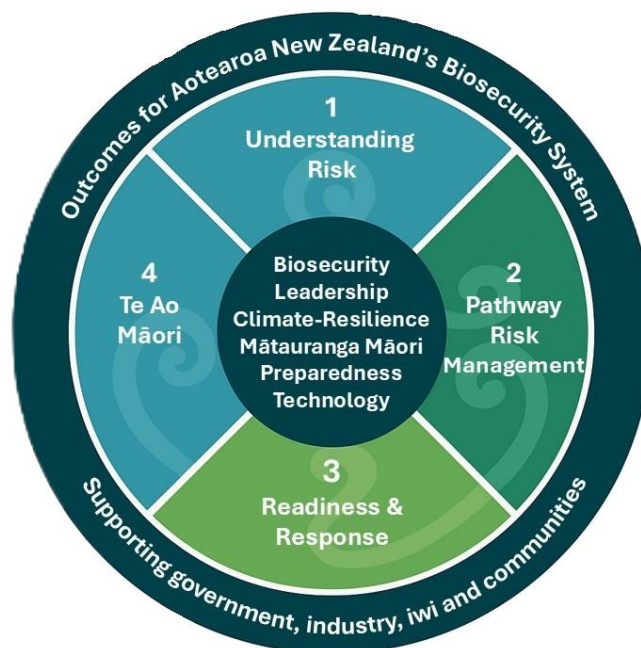 Outcomes for Aotearoa New Zealand's Biosecurity System
1
Understanding
Risk
2
Pathway
Risk
Management
3
Readiness &
Response
4
Te Ao
Māori
Biosecurity
Leadership
Climate-Resilience
Mātauranga Māori
Preparedness
Technology
Supporting government, industry, iwi and communities